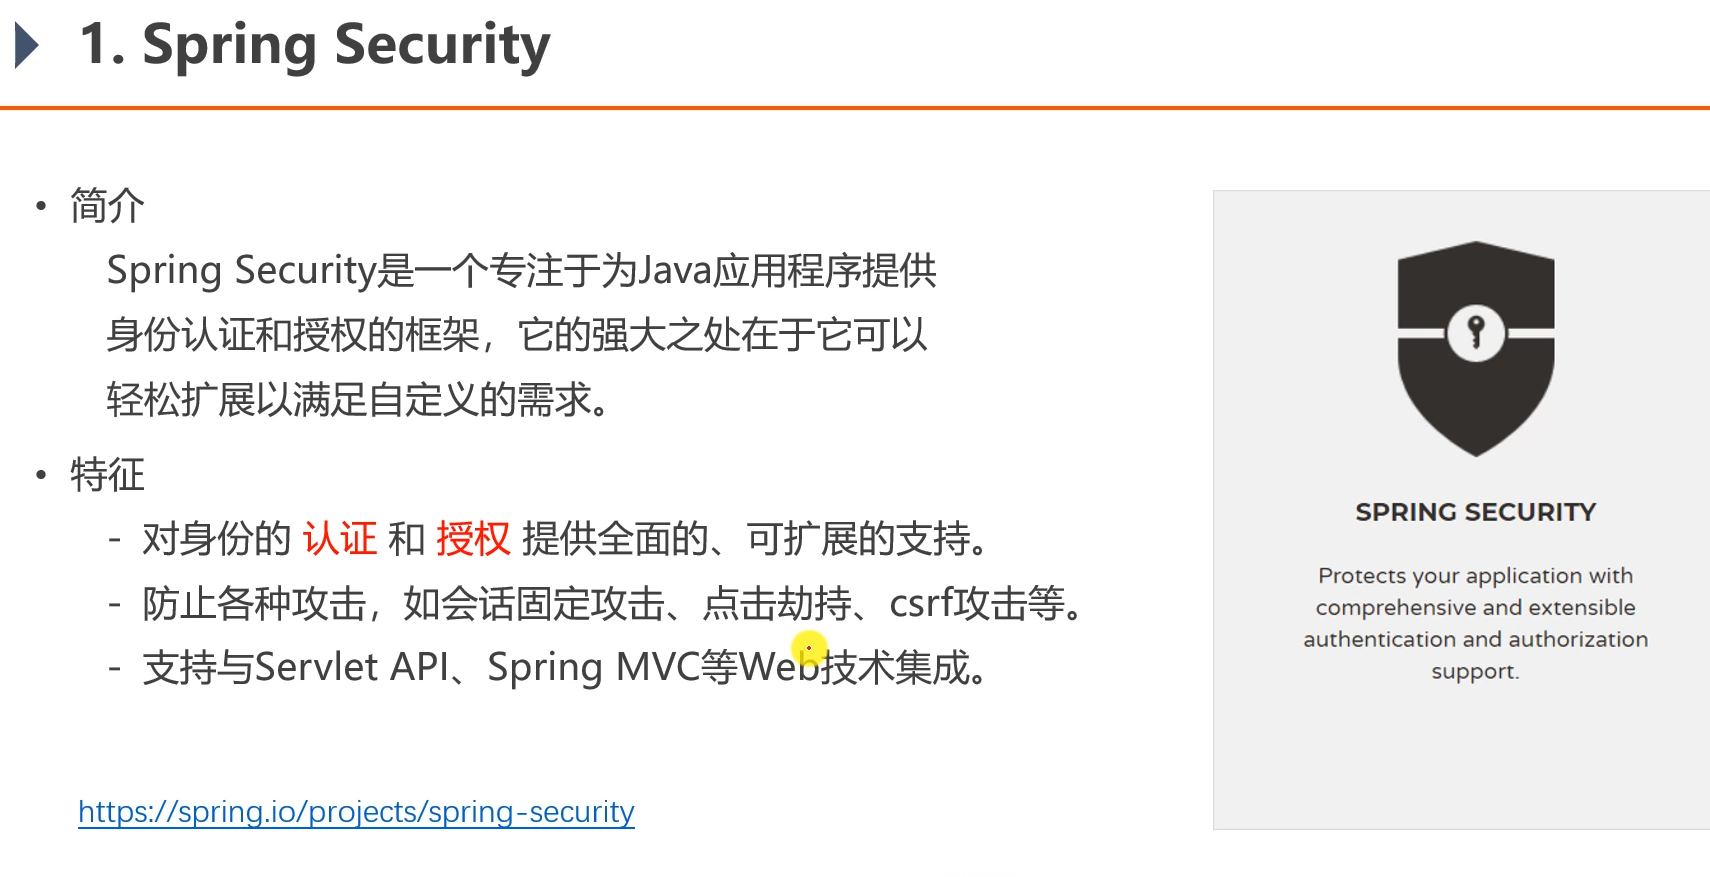 1. Spring Security
• 简介
Spring Security是一个专注于为Java应用程序提供
身份认证和授权的框架，它的强大之处在于它可以
轻松扩展以满足自定义的需求。
• 特征
- 对身份的 认证 和 授权 提供全面的、可扩展的支持。
- 防止各种攻击，如会话固定攻击、点击劫持、csrf攻击等。
- 支持与Servlet API、Spring MVC等Web技术集成。
https://spring.io/projects/spring-security
SPRING SECURITY
Protects your application with
comprehensive and extensible
authentication and authorization
support.